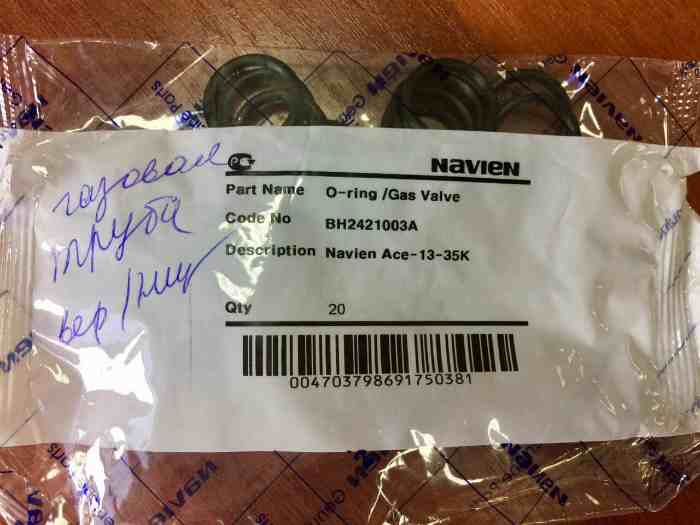 газовая
труба
вер/ниж
NAVIEN
Part Name O-ring /Gas Valve
Code No BH2421003A
Description Navien Ace-13-35K
Qty 20
004703798691750381